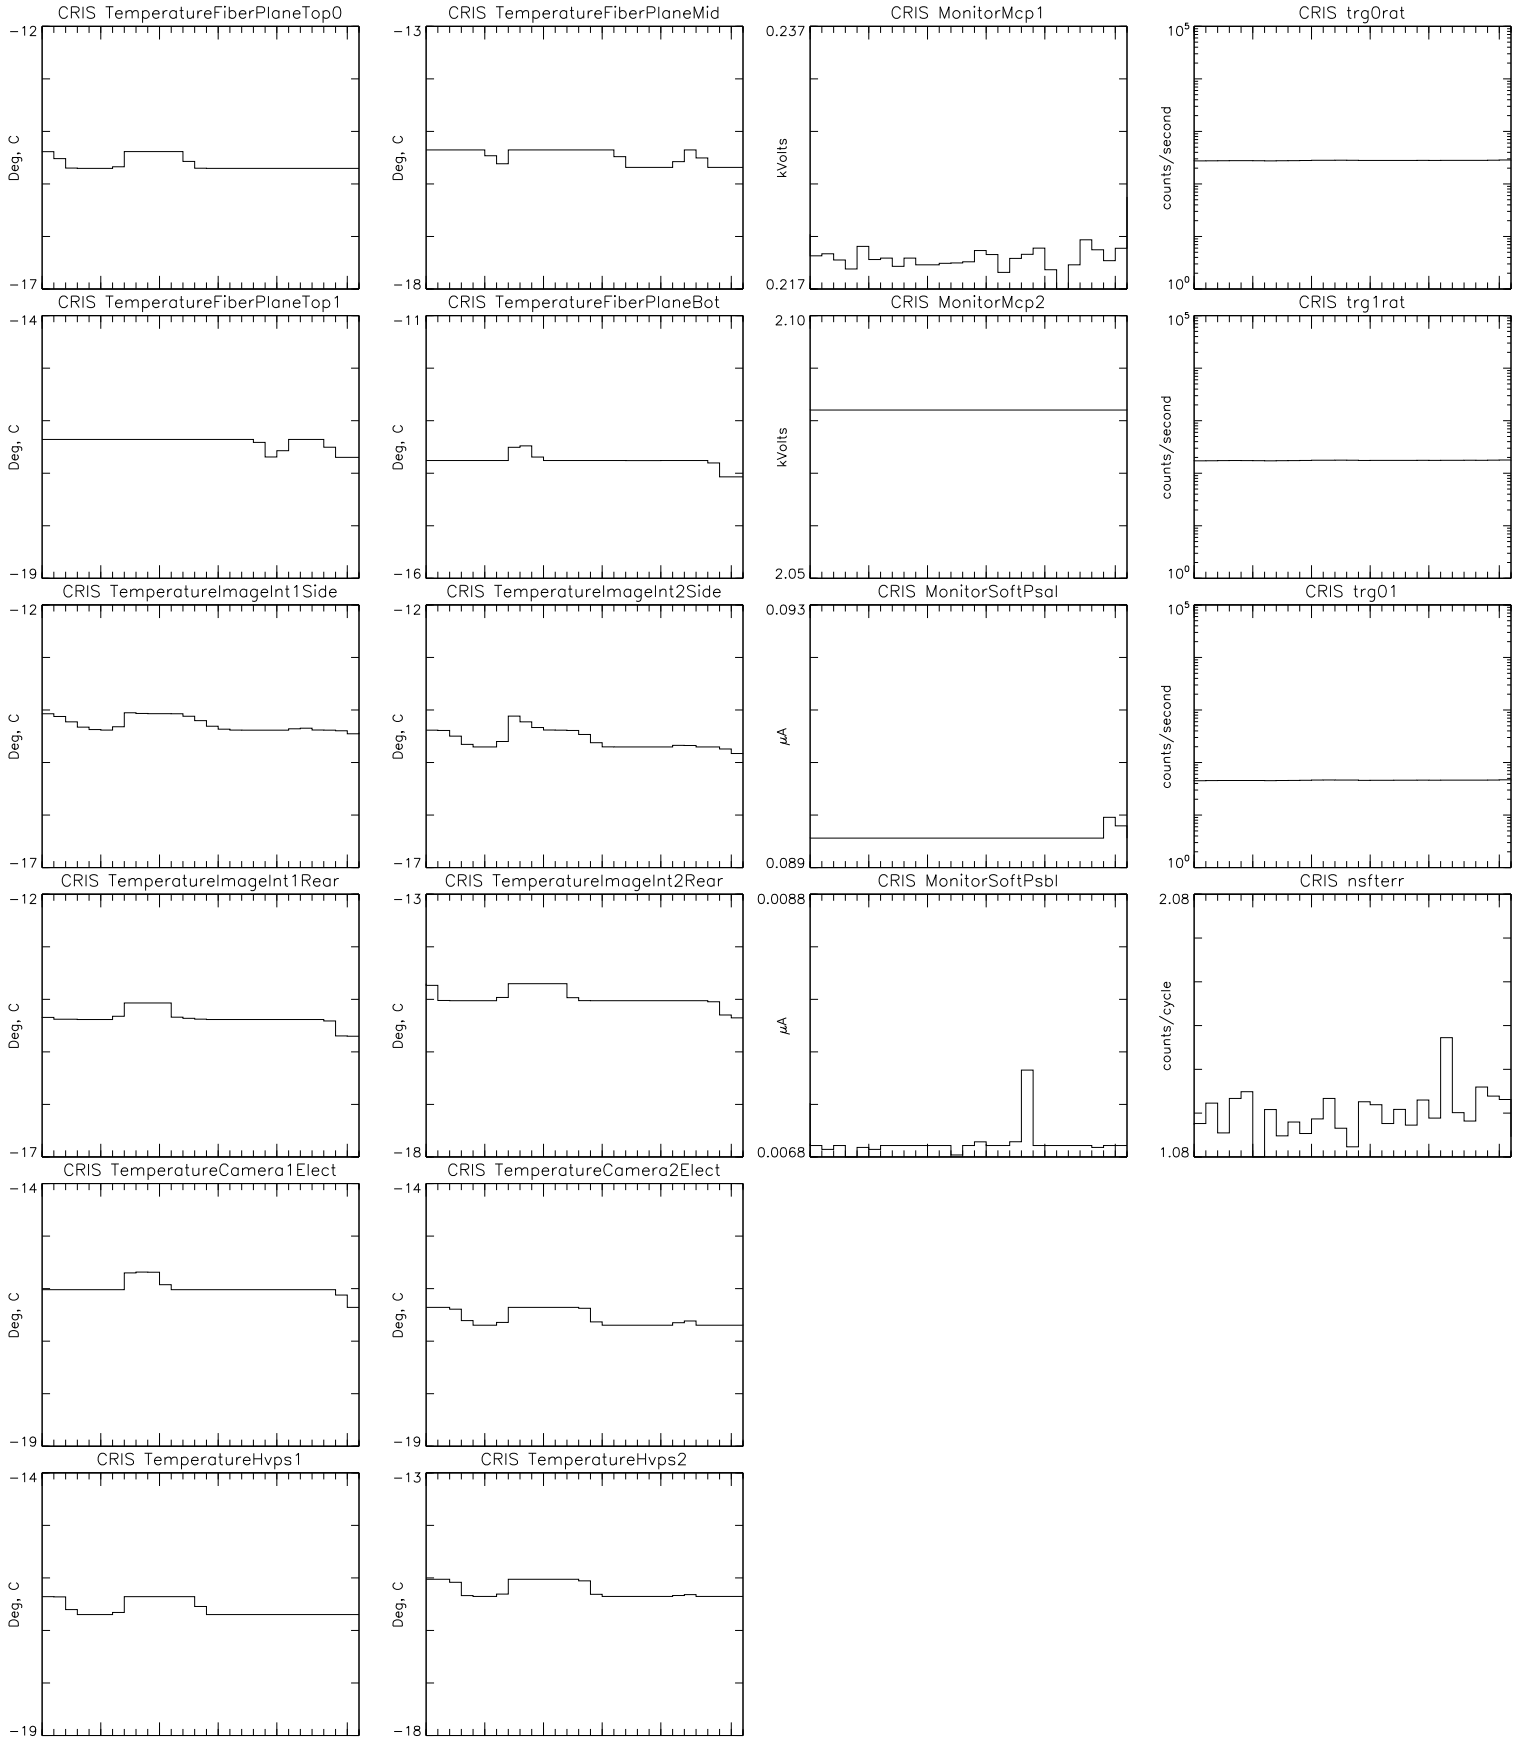 CRIS TemperatureFiberPlaneTop0
-12
Deg, C
-17
CRIS TemperatureFiberPlaneMid
-13
Deg, C
-18
CRIS MonitorMcp1
0.237
kVolts
0.217
CRIS trg0rat
10^5
counts/second
10^0
CRIS TemperatureFiberPlaneTop1
-14
Deg, C
-19
CRIS TemperatureFiberPlaneBot
-11
Deg, C
-16
CRIS MonitorMcp2
2.10
kVolts
2.05
CRIS trg1rat
10^5
counts/second
10^0
CRIS TemperatureImageInt1Side
-12
Deg, C
-17
CRIS TemperatureImageInt2Side
-12
Deg, C
-17
CRIS MonitorSoftPsaI
0.093
μA
0.089
CRIS trg01
10^5
counts/second
10^0
CRIS TemperatureImageInt1Rear
-12
Deg, C
-17
CRIS TemperatureImageInt2Rear
-13
Deg, C
-18
CRIS MonitorSoftPsbI
0.0088
μA
0.0068
CRIS nsfterr
2.08
counts/cycle
1.08
CRIS TemperatureCamera1Elect
-14
Deg, C
-19
CRIS TemperatureCamera2Elect
-14
Deg, C
-19
CRIS TemperatureHvps1
-14
Deg, C
-19
CRIS TemperatureHvps2
-13
Deg, C
-18